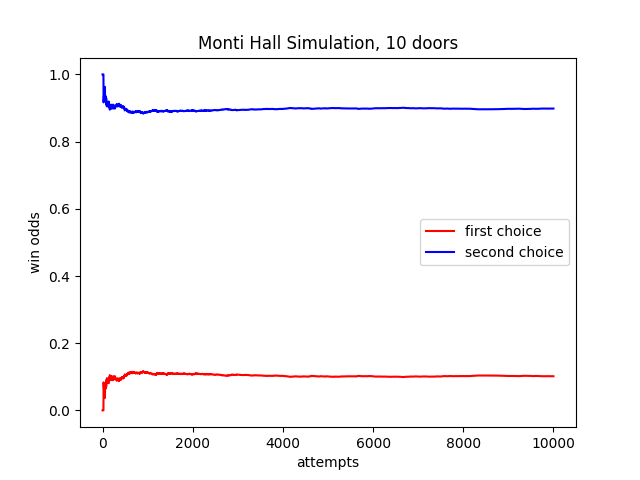 Monti Hall Simulation, 10 doors
1.0
0.8
0.6
0.4
0.2
0.0
win odds
first choice
second choice
0 2000 4000 6000 8000 10000
attempts